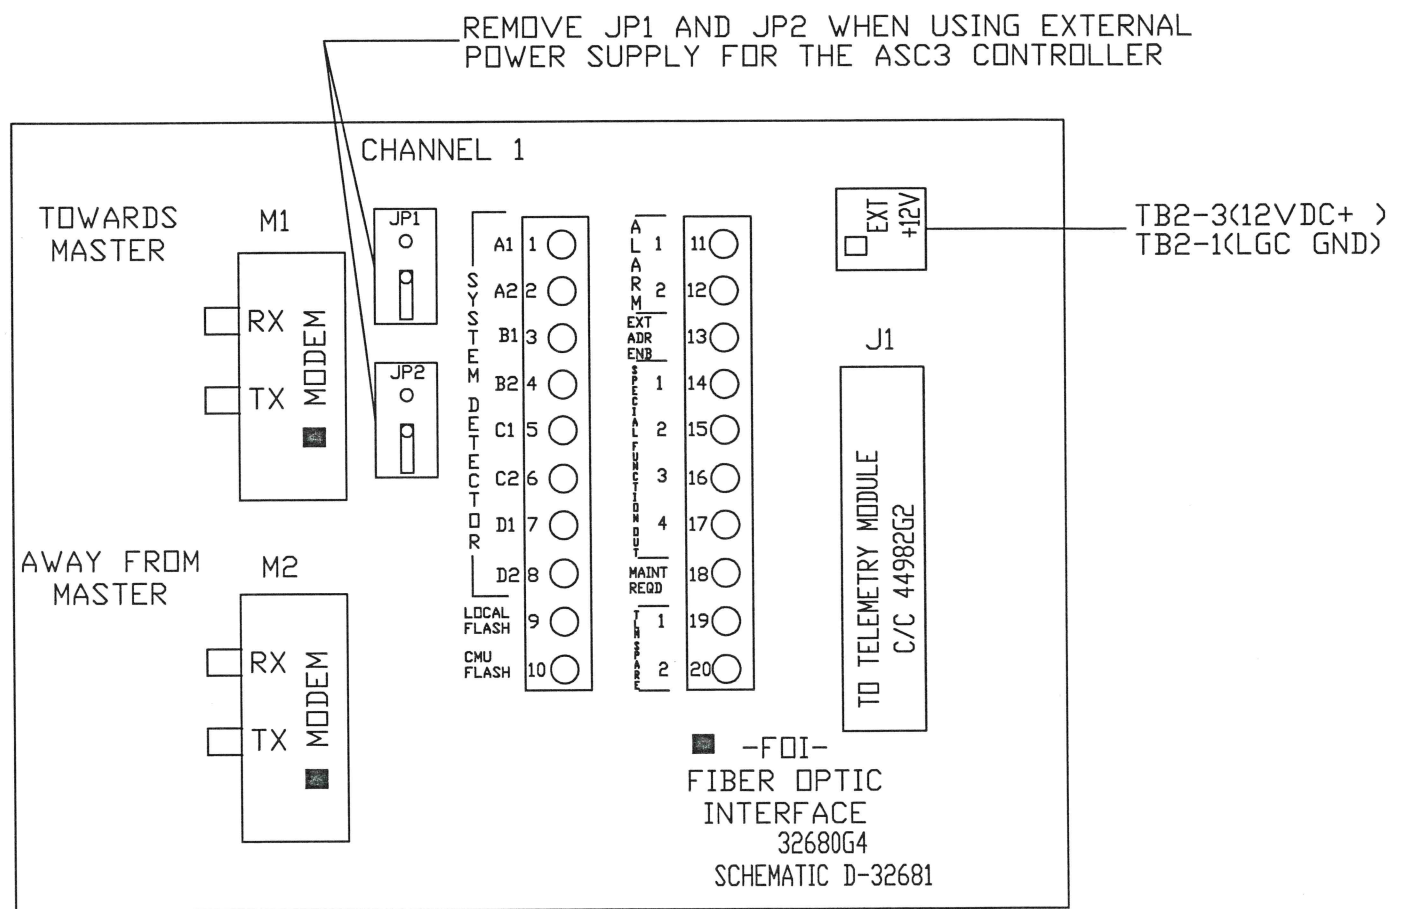 REMOVE JP1 AND JP2 WHEN USING EXTERNAL
POWER SUPPLY FOR THE ASC3 CONTROLLER
CHANNEL 1
TOWARDS
MASTER
M1
RX
TX
MODEM
JP1
JP2
SYSTEM DETECTOR
A1 1
A2 2
B1 3
B2 4
C1 5
C2 6
D1 7
D2 8
LOCAL
FLASH 9
CMU
FLASH 10
ALARM
1 11
2 12
EXT
ADR
ENB
13
SPECIAL FUNCTION OUT
1 14
2 15
3 16
4 17
MAINT
REQD
18
TLM SPARE
1 19
2 20
EXT
+12V
TB2-3(12VDC+ )
TB2-1(LGC GND)
J1
TO TELEMETRY MODULE
C/C 44982G2
AWAY FROM
MASTER
M2
RX
TX
MODEM
-FOI-
FIBER OPTIC
INTERFACE
32680G4
SCHEMATIC D-32681